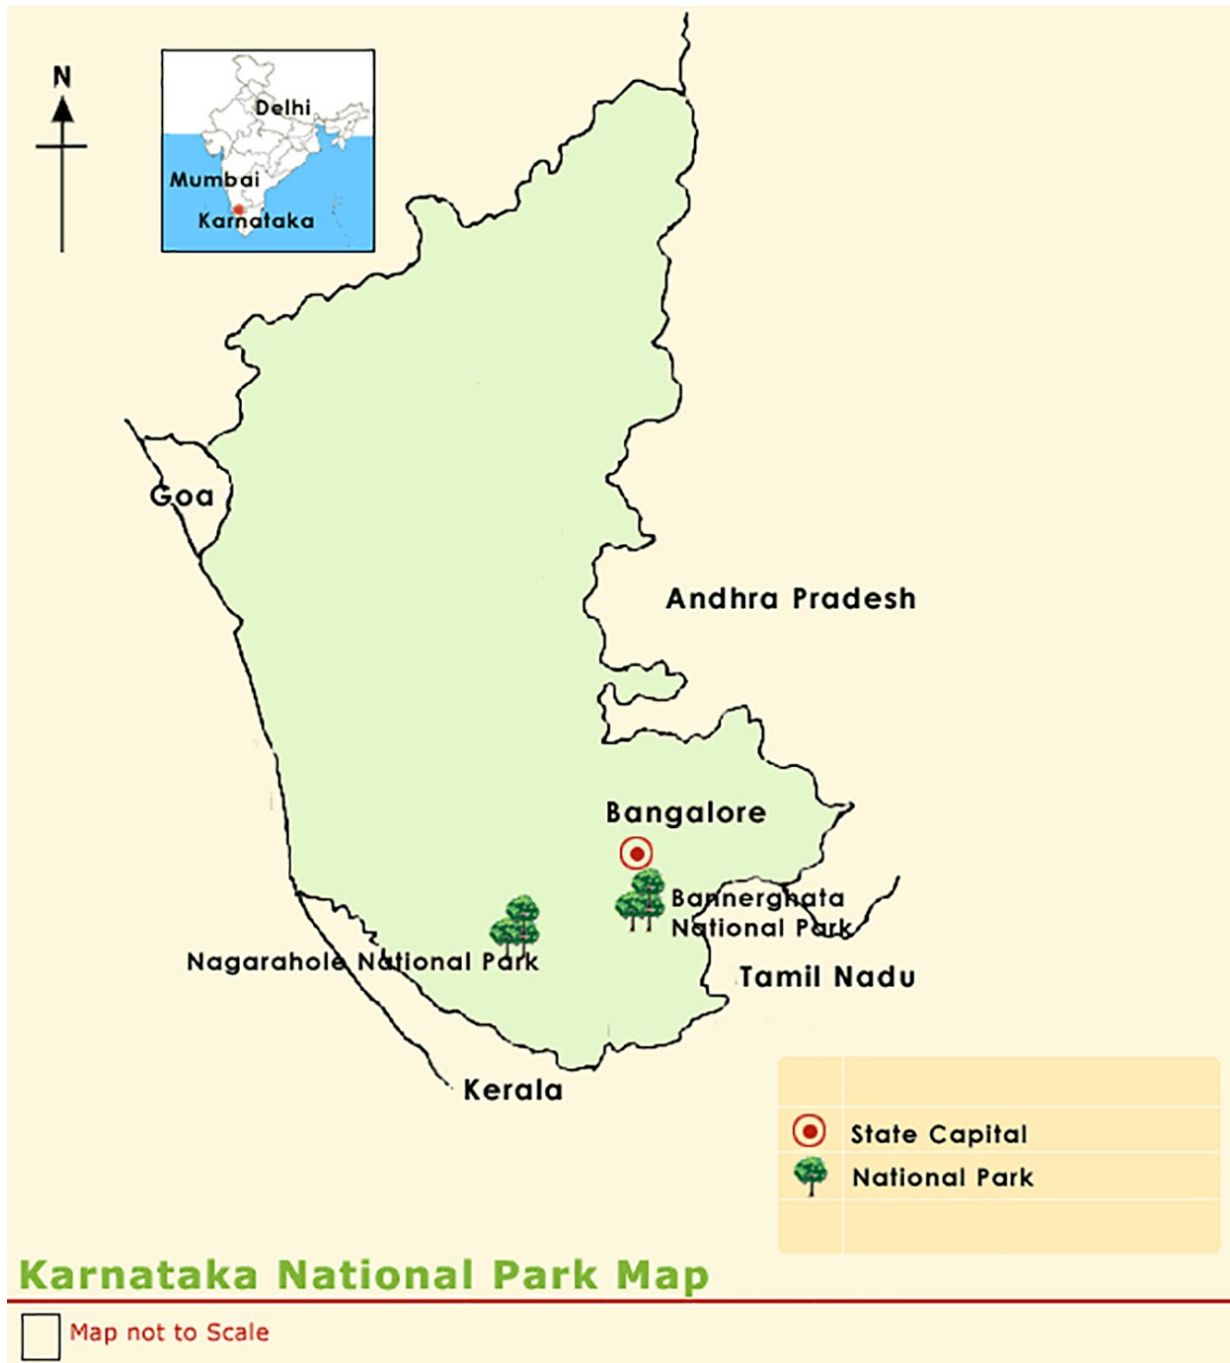 N
Delhi
Mumbai
Karnataka
Goa
Andhra Pradesh
Bangalore
Bannerghata
National Park
Nagarahole National Park
Tamil Nadu
Kerala
State Capital
National Park
Karnataka National Park Map
Map not to Scale